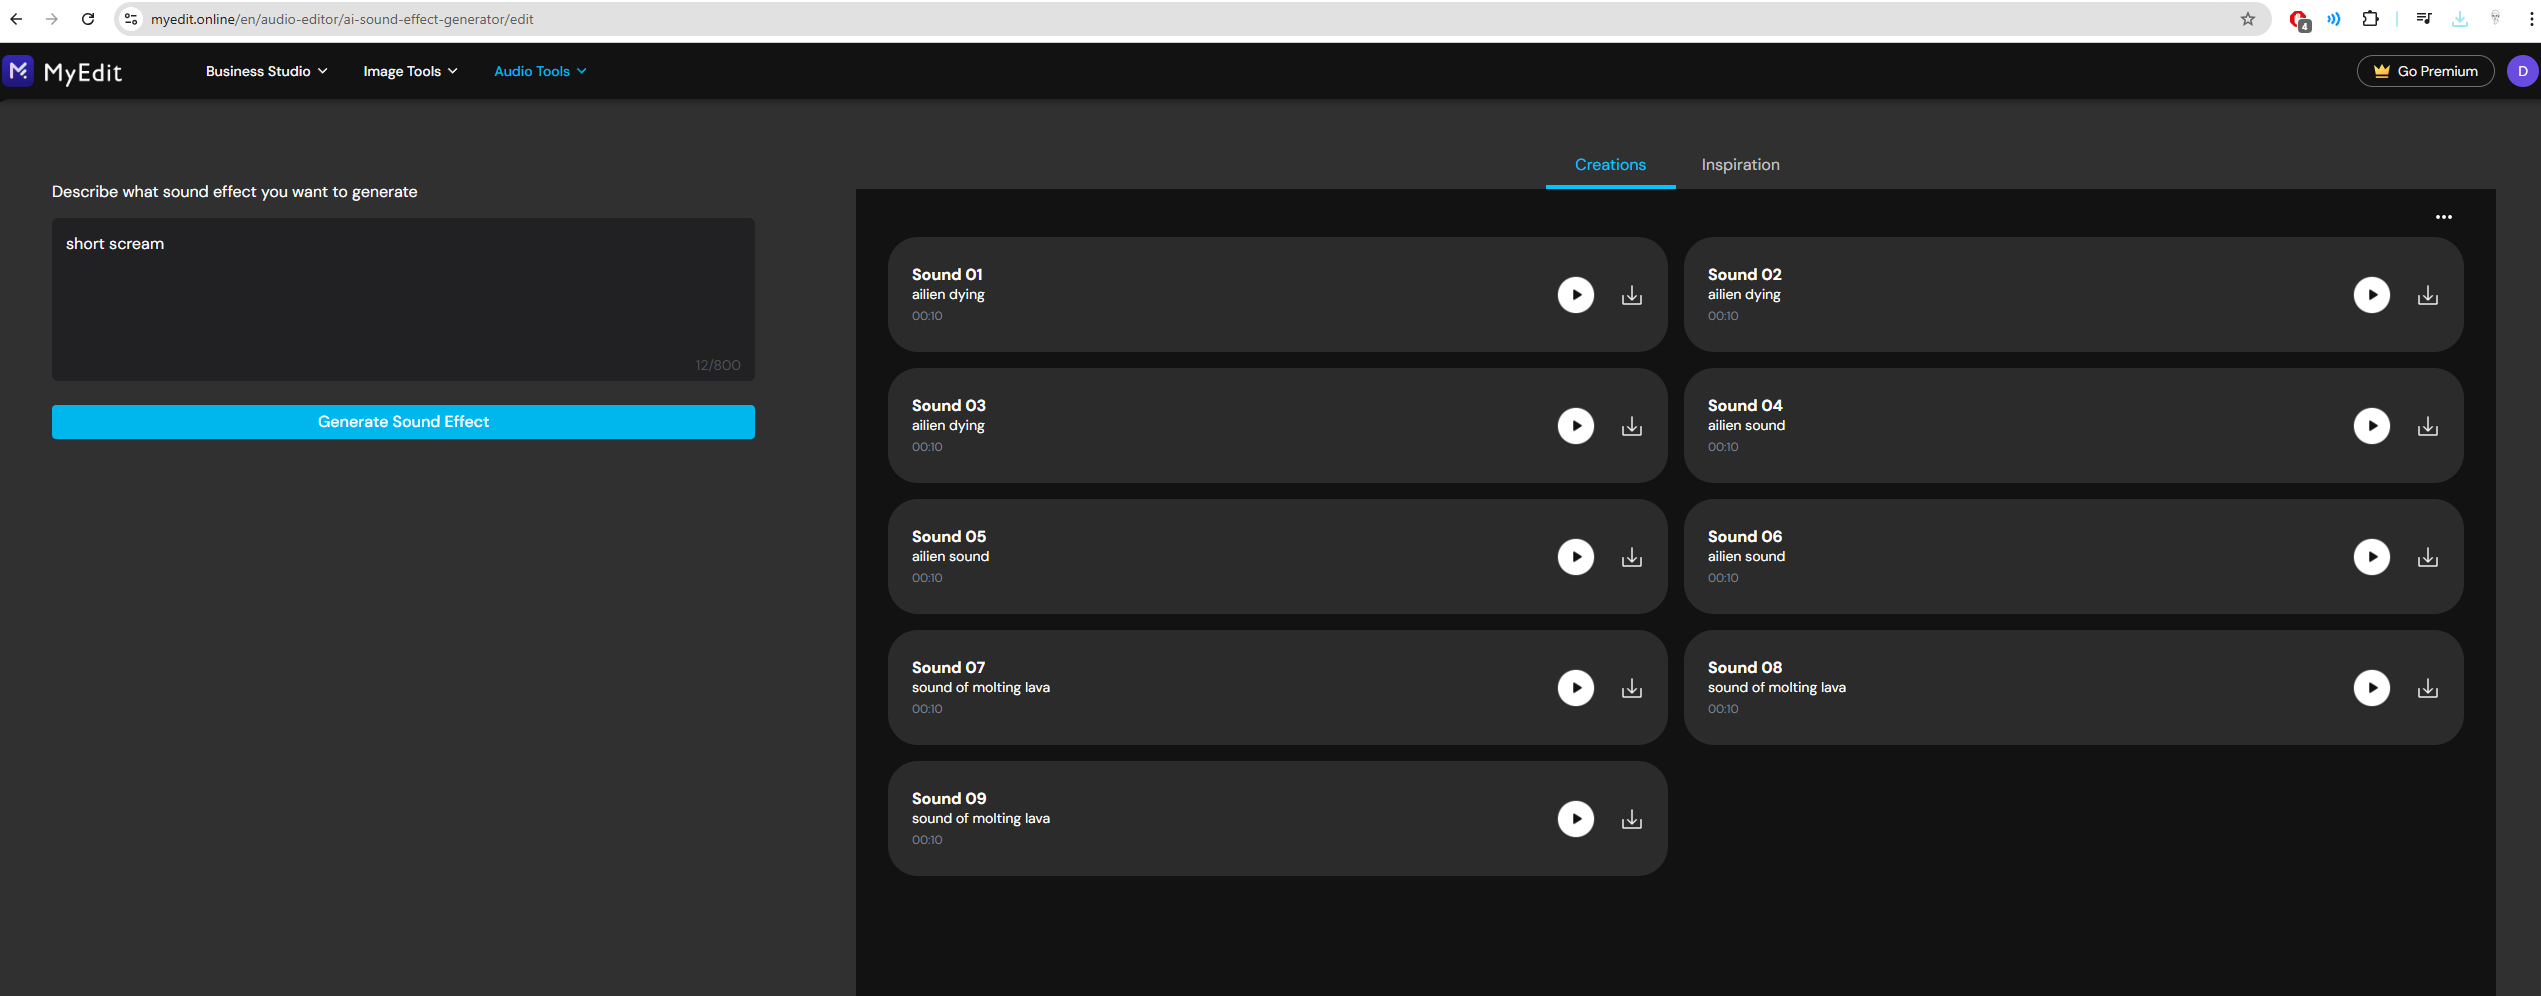 myedit.online/en/audio-editor/ai-sound-effect-generator/edit
4
MyEdit
Business Studio
Image Tools
Audio Tools
Go Premium
D
Describe what sound effect you want to generate
short scream
12/800
Generate Sound Effect
Creations
Inspiration
Sound 01
ailien dying
00:10
Sound 02
ailien dying
00:10
Sound 03
ailien dying
00:10
Sound 04
ailien sound
00:10
Sound 05
ailien sound
00:10
Sound 06
ailien sound
00:10
Sound 07
sound of molting lava
00:10
Sound 08
sound of molting lava
00:10
Sound 09
sound of molting lava
00:10